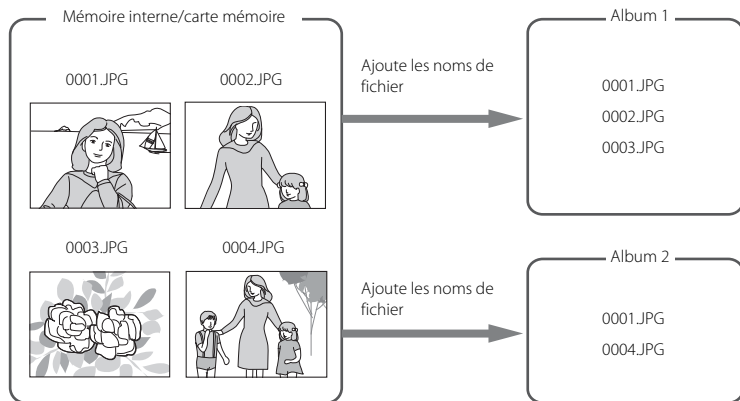 Mémoire interne/carte mémoire
0001.JPG
0002.JPG
0003.JPG
0004.JPG
Ajoute les noms de
fichier
Album 1
0001.JPG
0002.JPG
0003.JPG
Ajoute les noms de
fichier
Album 2
0001.JPG
0004.JPG